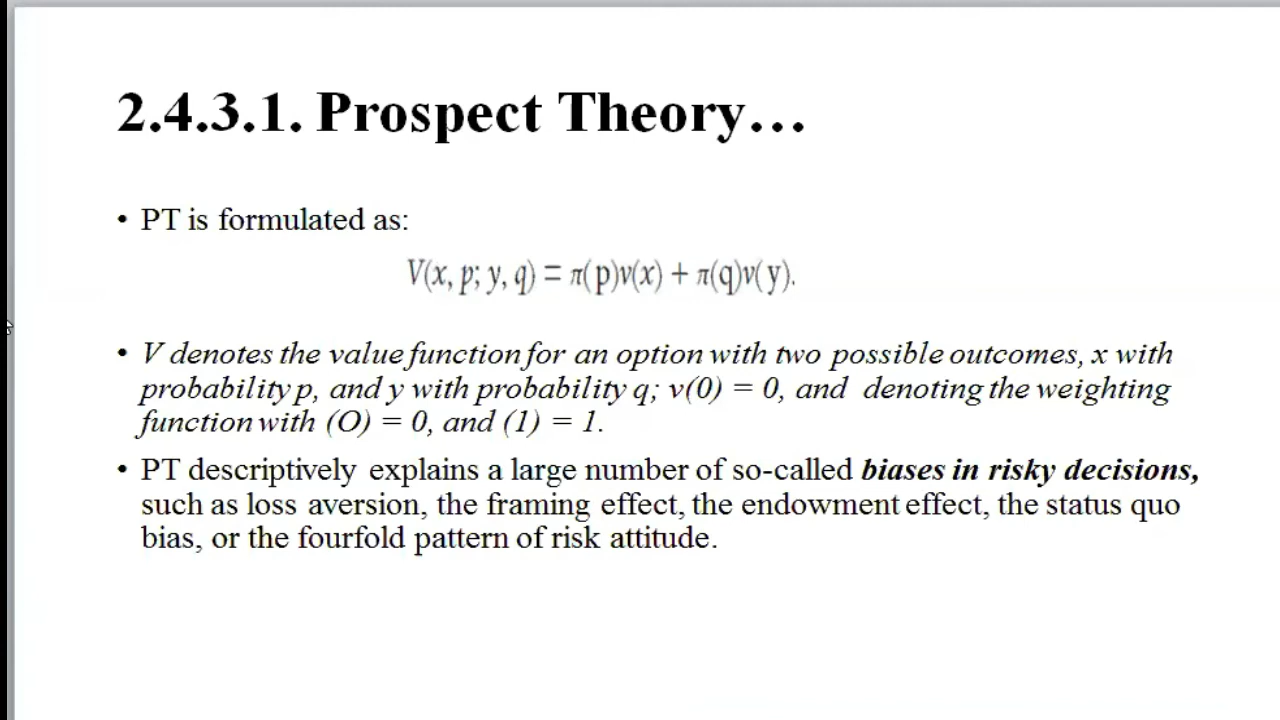 2.4.3.1. Prospect Theory…
• PT is formulated as:
V(x, p; y, q) = π(p)v(x) + π(q)v(y).
• V denotes the value function for an option with two possible outcomes, x with
probability p, and y with probability q; v(0) = 0, and denoting the weighting
function with (O) = 0, and (1) = 1.
• PT descriptively explains a large number of so-called biases in risky decisions,
such as loss aversion, the framing effect, the endowment effect, the status quo
bias, or the fourfold pattern of risk attitude.